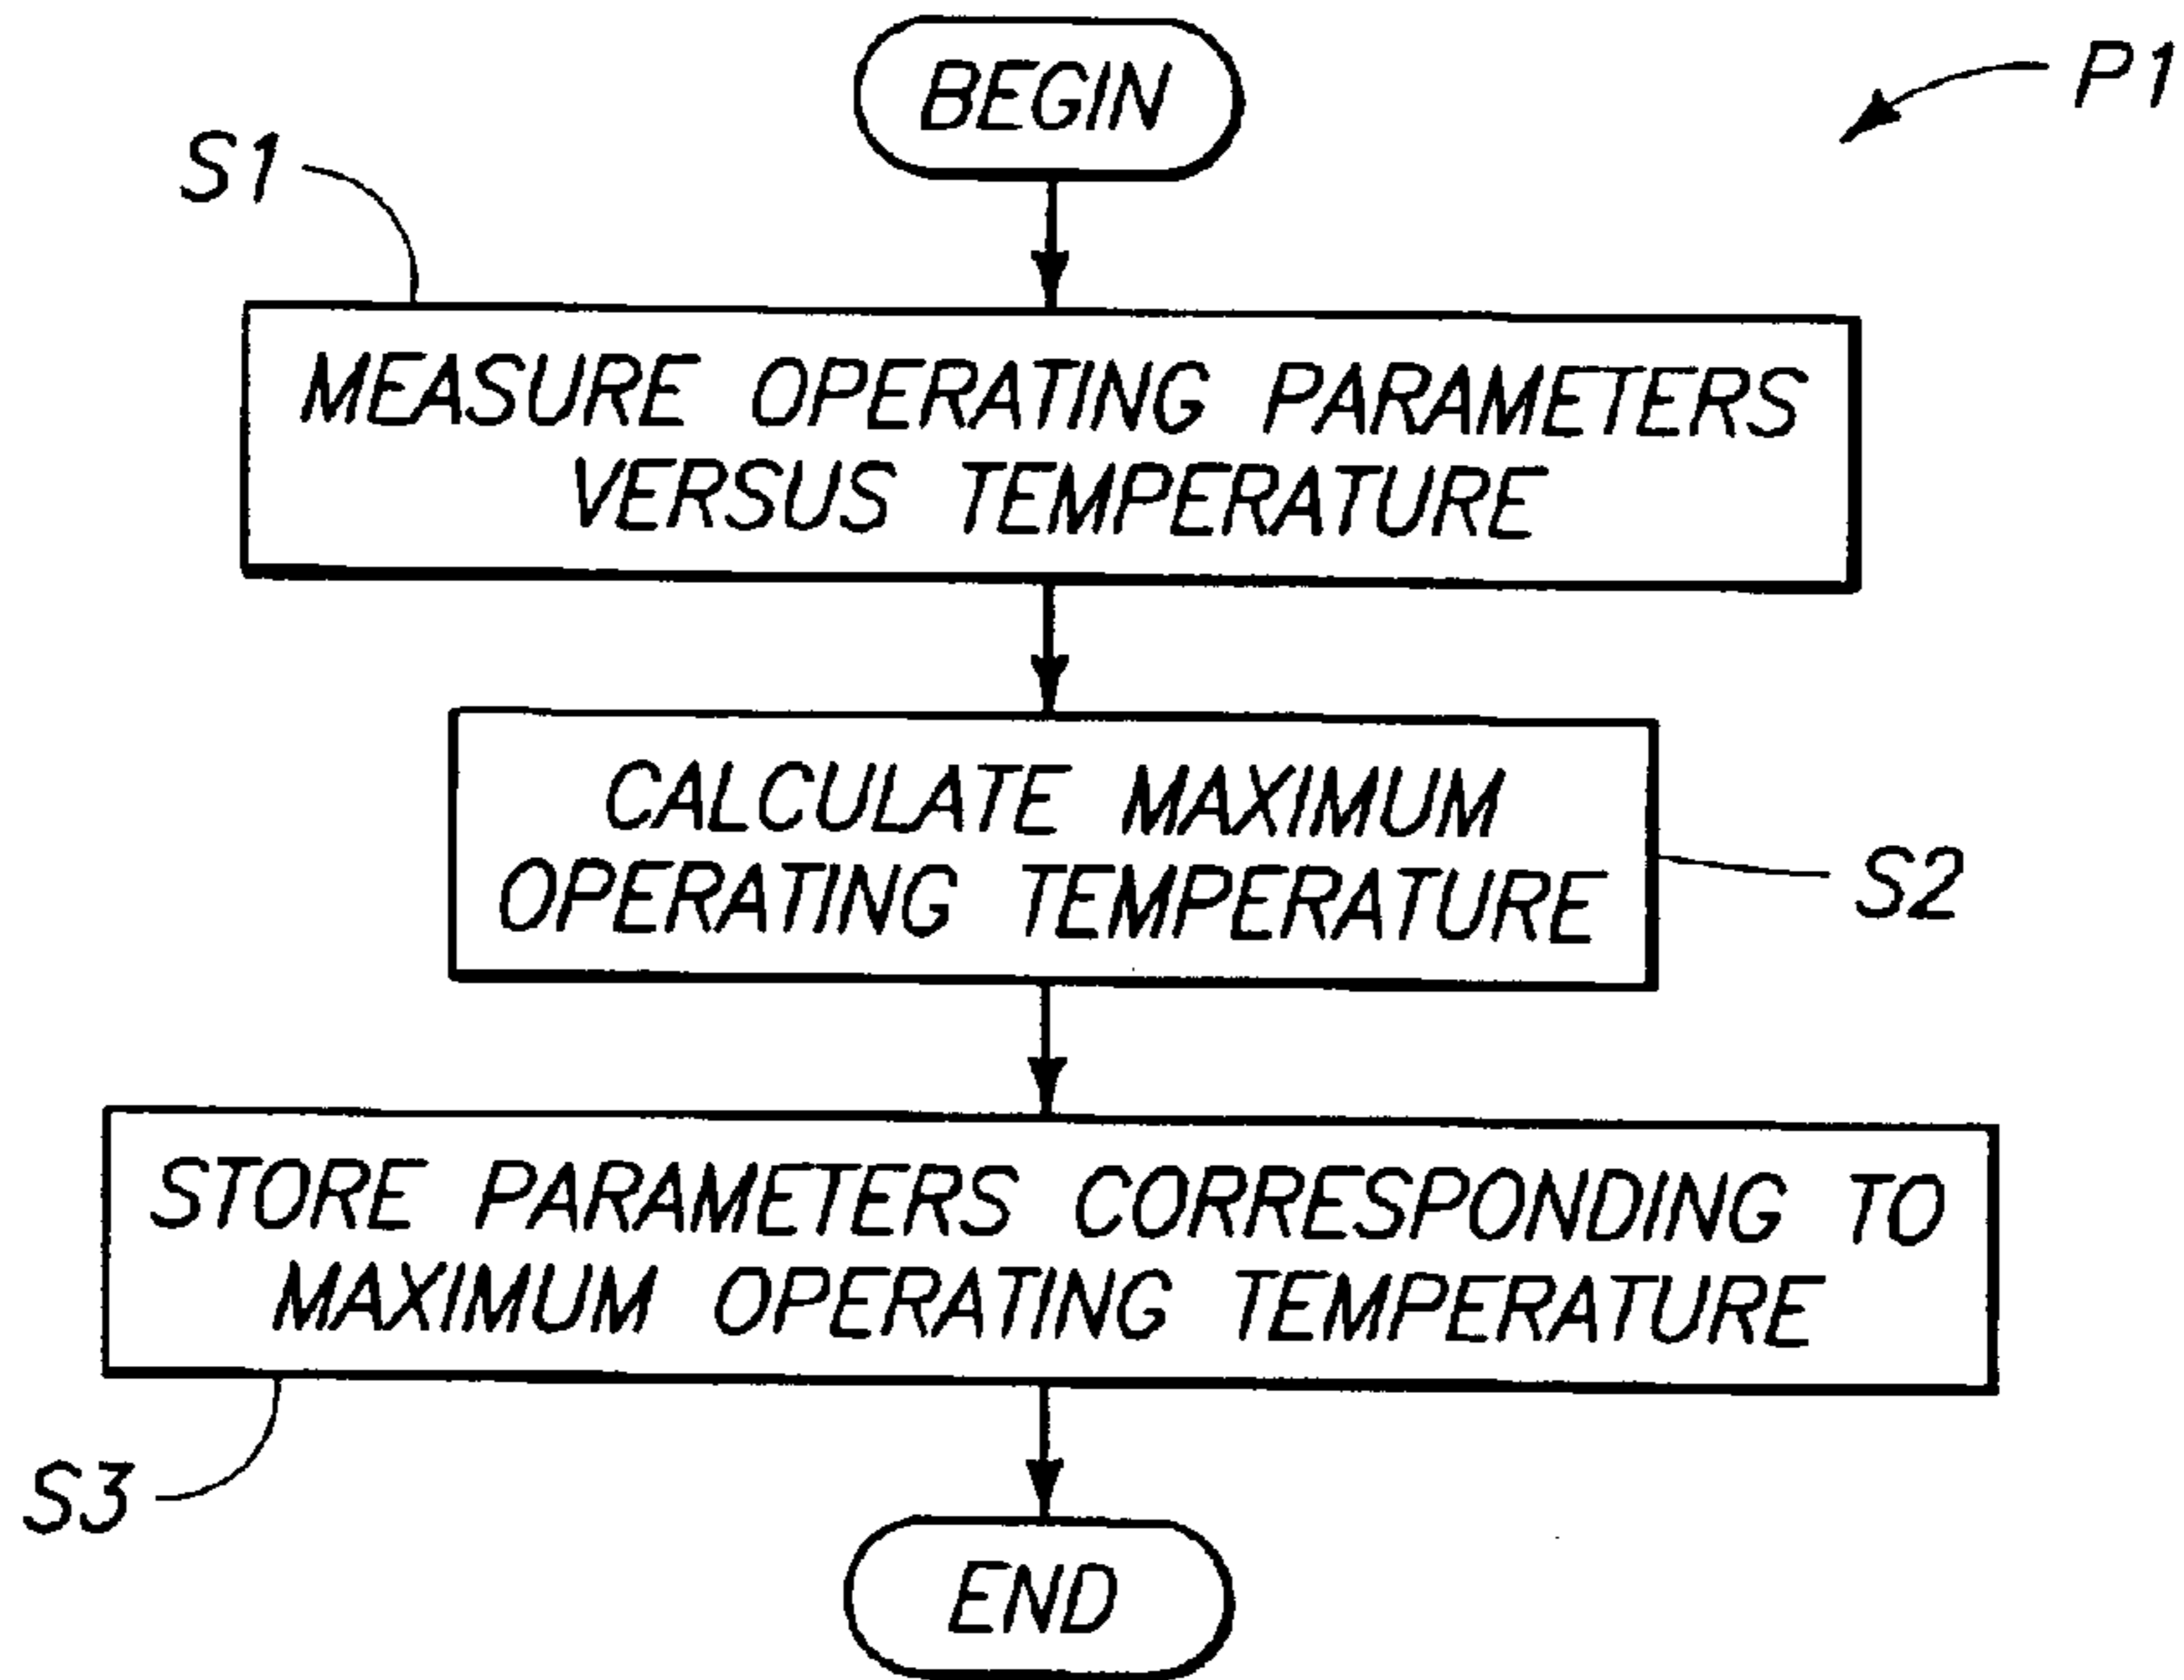 BEGIN
P1
S1
MEASURE OPERATING PARAMETERS
VERSUS TEMPERATURE
CALCULATE MAXIMUM
OPERATING TEMPERATURE
S2
STORE PARAMETERS CORRESPONDING TO
MAXIMUM OPERATING TEMPERATURE
S3
END